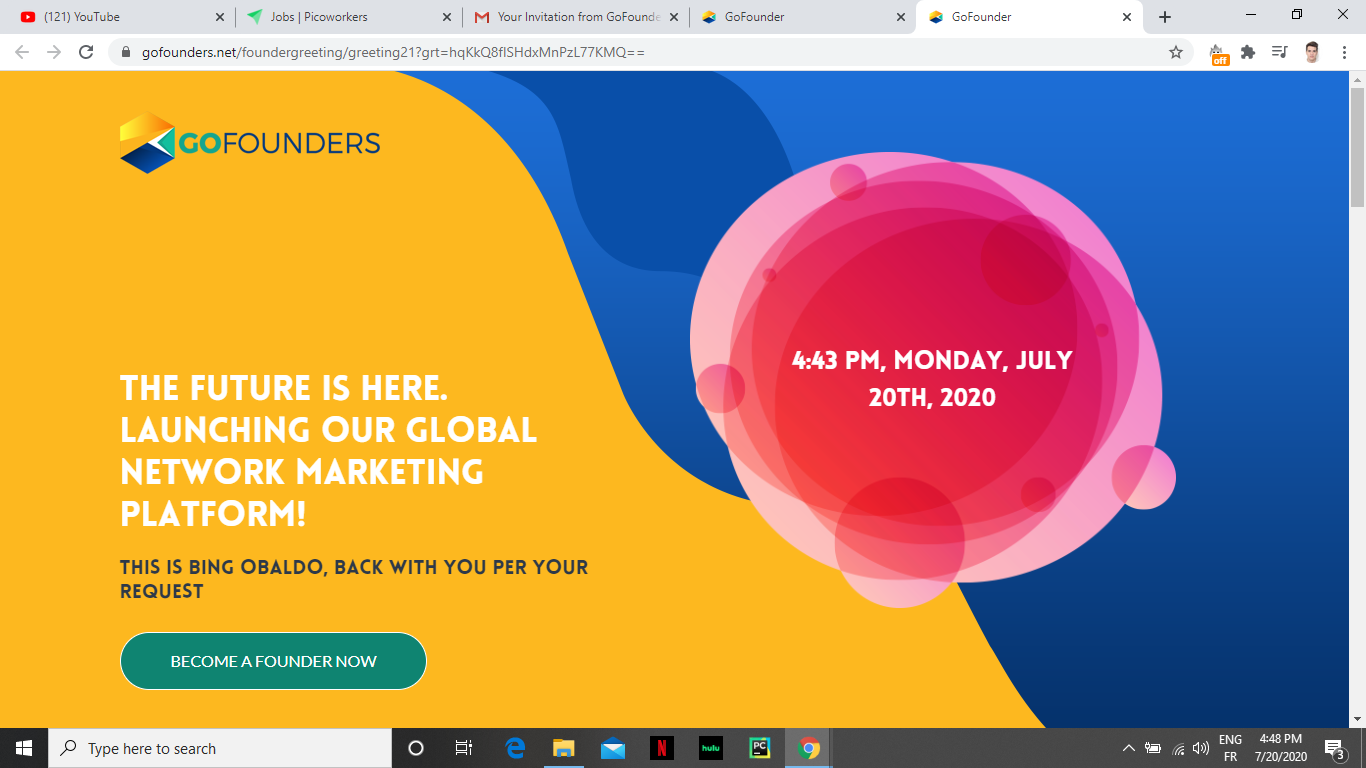 (121) YouTube
Jobs | Picoworkers
Your Invitation from GoFounde
GoFounder
GoFounder
gofounders.net/foundergreeting/greeting21?grt=hqKkQ8flSHdxMnPzL77KMQ==
off
GOFOUNDERS
4:43 PM, MONDAY, JULY
20TH, 2020
THE FUTURE IS HERE.
LAUNCHING OUR GLOBAL
NETWORK MARKETING
PLATFORM!
THIS IS BING OBALDO, BACK WITH YOU PER YOUR
REQUEST
BECOME A FOUNDER NOW
Type here to search
N
hulu
PC
ENG
FR
4:48 PM
7/20/2020
3